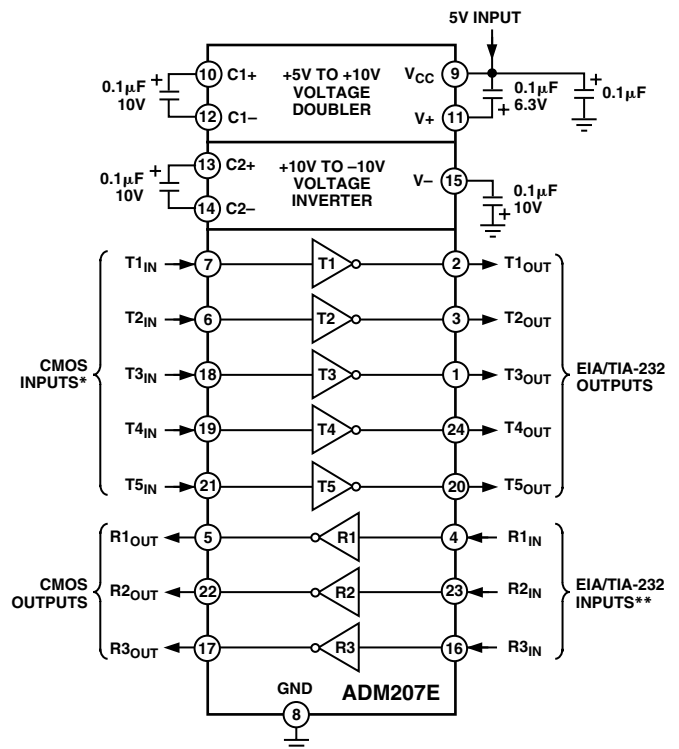 5V INPUT
0.1µF
10V
10
C1+
+5V TO +10V
VOLTAGE
DOUBLER
VCC
9
0.1µF
6.3V
0.1µF
12
C1–
V+
11
0.1µF
10V
13
C2+
+10V TO –10V
VOLTAGE
INVERTER
V–
15
0.1µF
10V
14
C2–
T1IN
7
T1
2
T1OUT
T2IN
6
T2
3
T2OUT
CMOS
INPUTS*
T3IN
18
T3
1
T3OUT
EIA/TIA-232
OUTPUTS
T4IN
19
T4
24
T4OUT
T5IN
21
T5
20
T5OUT
R1OUT
5
R1
4
R1IN
CMOS
OUTPUTS
R2OUT
22
R2
23
R2IN
EIA/TIA-232
INPUTS**
R3OUT
17
R3
16
R3IN
GND
8
ADM207E